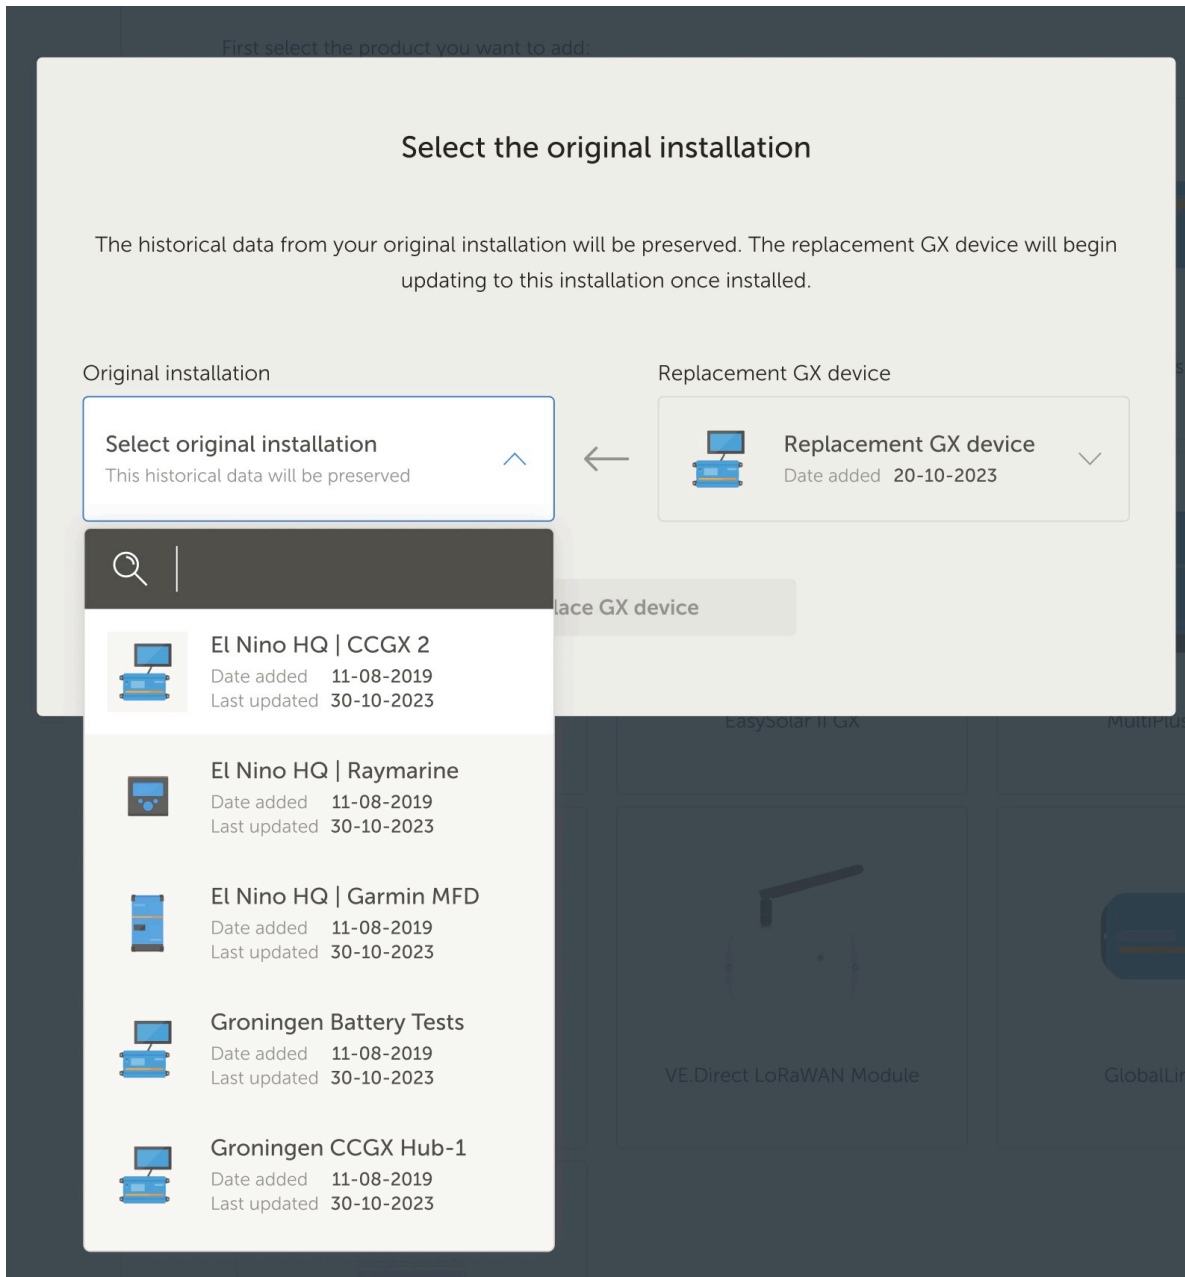 First select the product you want to add:
Select the original installation
The historical data from your original installation will be preserved. The replacement GX device will begin
updating to this installation once installed.
Original installation
Replacement GX device
Select original installation
This historical data will be preserved
Replacement GX device
Date added 20-10-2023
lace GX device
El Nino HQ | CCGX 2
Date added 11-08-2019
Last updated 30-10-2023
El Nino HQ | Raymarine
Date added 11-08-2019
Last updated 30-10-2023
El Nino HQ | Garmin MFD
Date added 11-08-2019
Last updated 30-10-2023
Groningen Battery Tests
Date added 11-08-2019
Last updated 30-10-2023
Groningen CCGX Hub-1
Date added 11-08-2019
Last updated 30-10-2023
EasySolar II GX
MultiPlus
VE.Direct LoRaWAN Module
GlobalLin